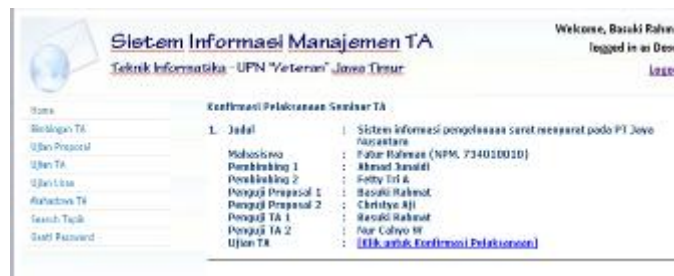 Sistem Informasi Manajemen TA
Teknik Informatika - UPN "Veteran" Jawa Timur
Welcome, Basuki Rahm
logged in as Dose
Logo
Home
Bimbingan TA
Ujian Proposal
Ujian TA
Ujian Lisan
Mahasiswa TA
Search Topik
Ganti Password
Konfirmasi Pelaksanaan Seminar TA
1. Judul : Sistem informasi pengelolaan surat menyurat pada PT Jaya
Nusantara
Mahasiswa : Fatur Rahman (NPM. 734010010)
Pembimbing 1 : Ahmad Junaidi
Pembimbing 2 : Fetty Tri A
Penguji Proposal 1 : Basuki Rahmat
Penguji Proposal 2 : Christya Aji
Penguji TA 1 : Basuki Rahmat
Penguji TA 2 : Nur Cahyo W
Ujian TA : [Klik untuk Konfirmasi Pelaksanaan]